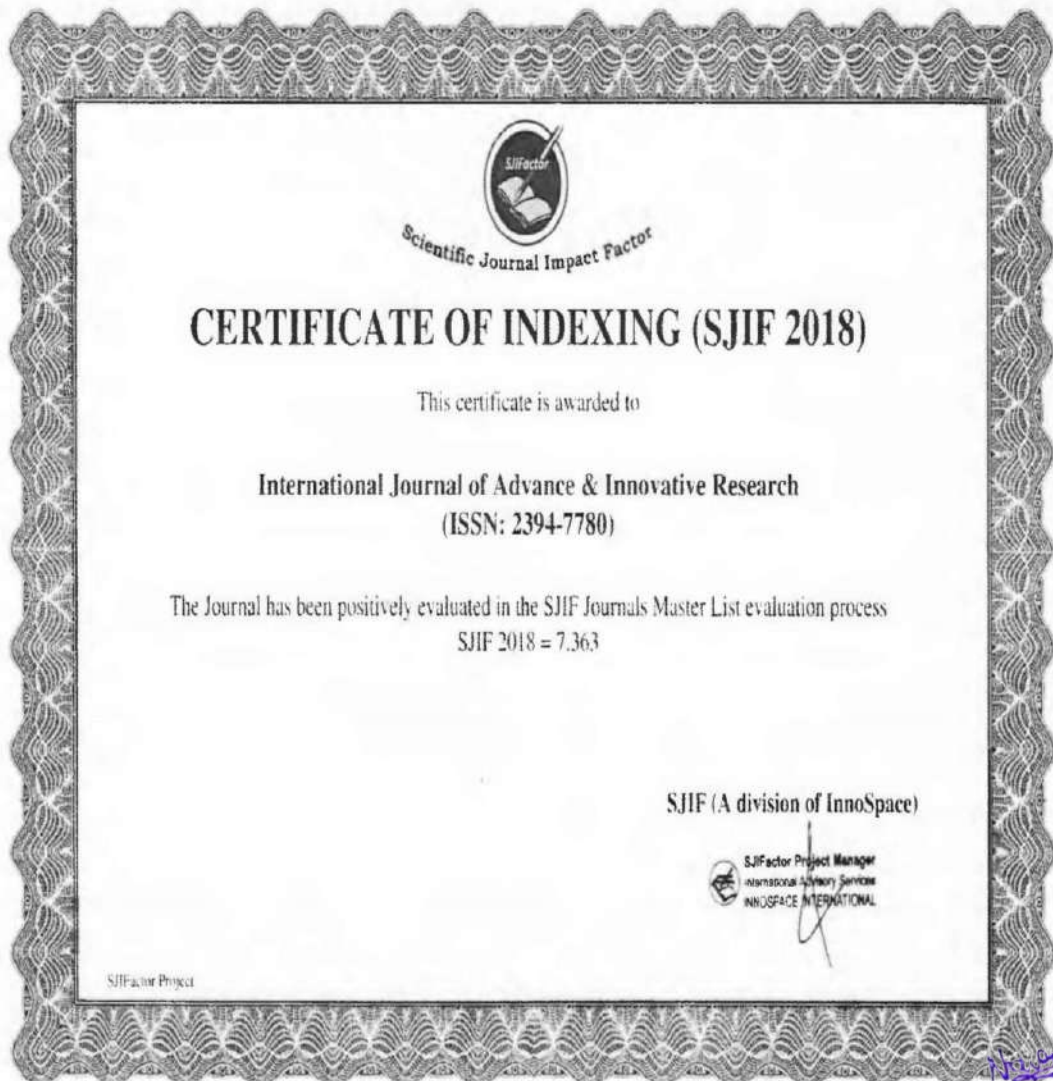 SJIFactor
Scientific Journal Impact Factor
CERTIFICATE OF INDEXING (SJIF 2018)
This certificate is awarded to
International Journal of Advance & Innovative Research
(ISSN: 2394-7780)
The Journal has been positively evaluated in the SJIF Journals Master List evaluation process
SJIF 2018 = 7.363
SJIF (A division of InnoSpace)
SJIFactor Project Manager
International Advisory Services
INNOSPACE INTERNATIONAL
SJIFactor Project